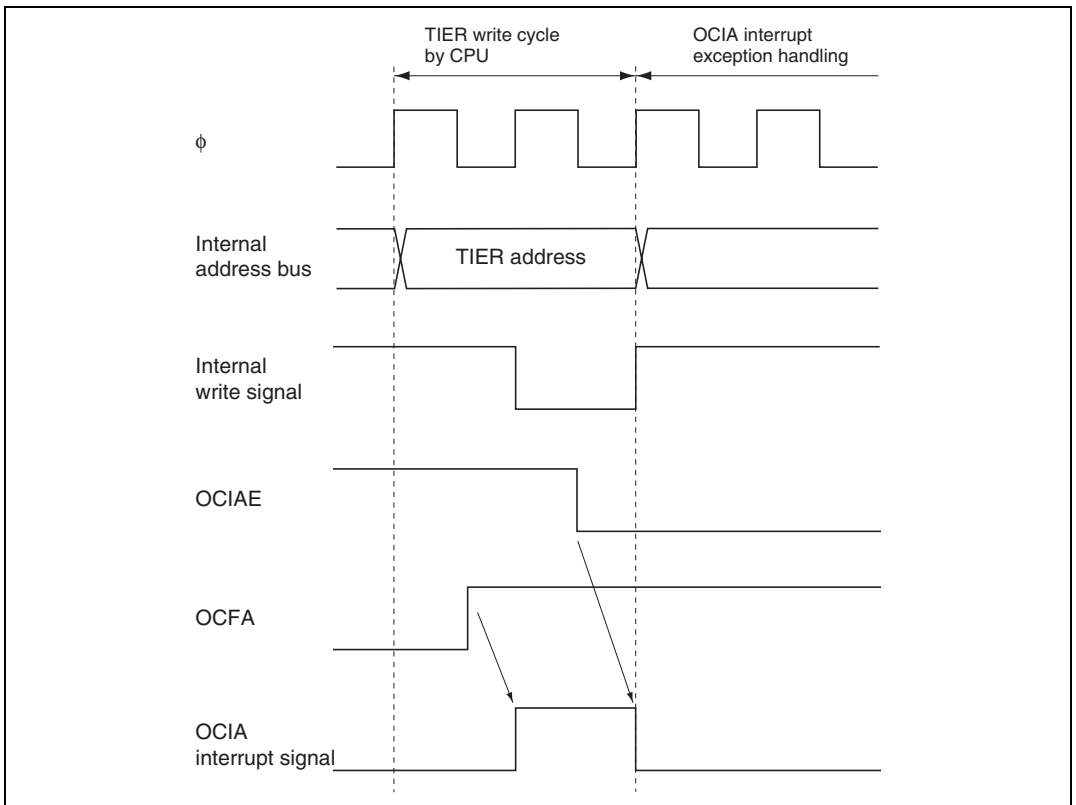 TIER write cycle
by CPU
OCIA interrupt
exception handling
ϕ
Internal
address bus
TIER address
Internal
write signal
OCIAE
OCFA
OCIA
interrupt signal